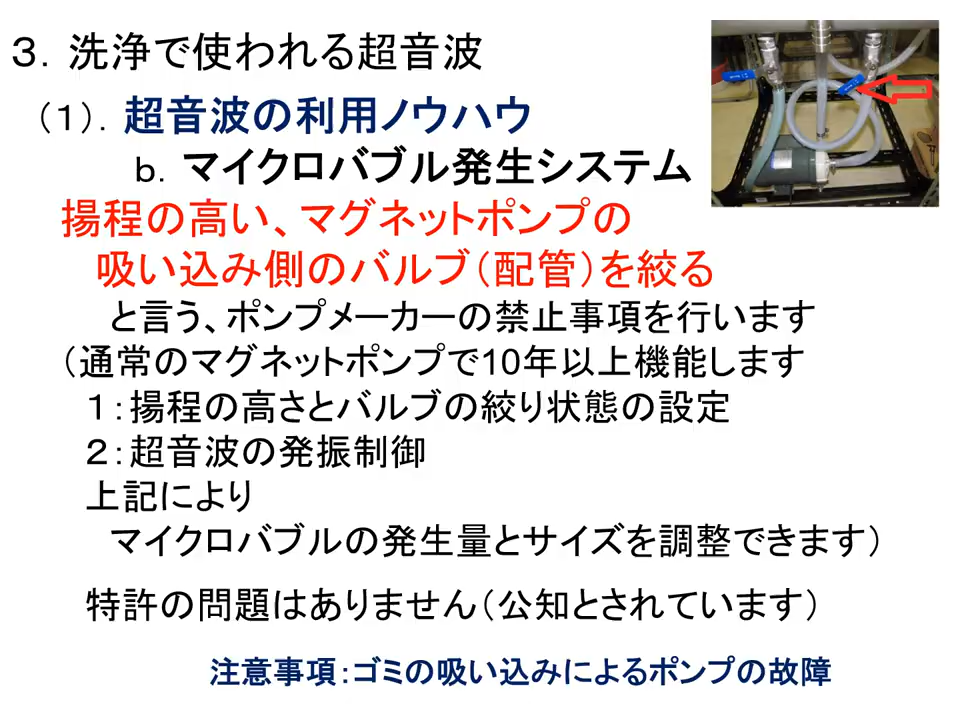 ３．洗浄で使われる超音波
（１）．超音波の利用ノウハウ
ｂ．マイクロバブル発生システム
揚程の高い、マグネットポンプの
吸い込み側のバルブ（配管）を絞る
と言う、ポンプメーカーの禁止事項を行います
（通常のマグネットポンプで10年以上機能します
１：揚程の高さとバルブの絞り状態の設定
２：超音波の発振制御
上記により
マイクロバブルの発生量とサイズを調整できます）
特許の問題はありません（公知とされています）
注意事項：ゴミの吸い込みによるポンプの故障